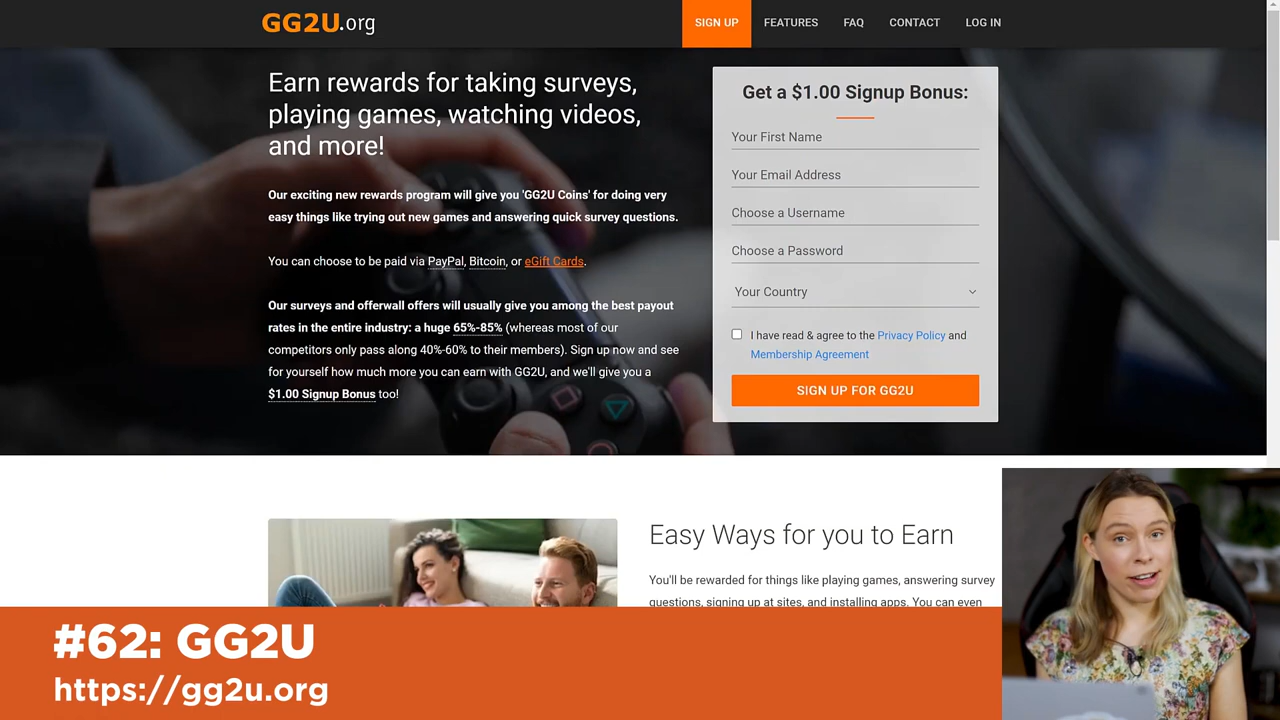 GG2U.org
SIGN UP
FEATURES
FAQ
CONTACT
LOG IN
Earn rewards for taking surveys,
playing games, watching videos,
and more!
Our exciting new rewards program will give you 'GG2U Coins' for doing very
easy things like trying out new games and answering quick survey questions.
You can choose to be paid via PayPal, Bitcoin, or eGift Cards.
Our surveys and offerwall offers will usually give you among the best payout
rates in the entire industry: a huge 65%-85% (whereas most of our
competitors only pass along 40%-60% to their members). Sign up now and see
for yourself how much more you can earn with GG2U, and we'll give you a
$1.00 Signup Bonus too!
Get a $1.00 Signup Bonus:
Your First Name
Your Email Address
Choose a Username
Choose a Password
Your Country
I have read & agree to the Privacy Policy and
Membership Agreement
SIGN UP FOR GG2U
Easy Ways for you to Earn
You'll be rewarded for things like playing games, answering survey
questions, signing up at sites, and installing apps. You can even
#62: GG2U
https://gg2u.org